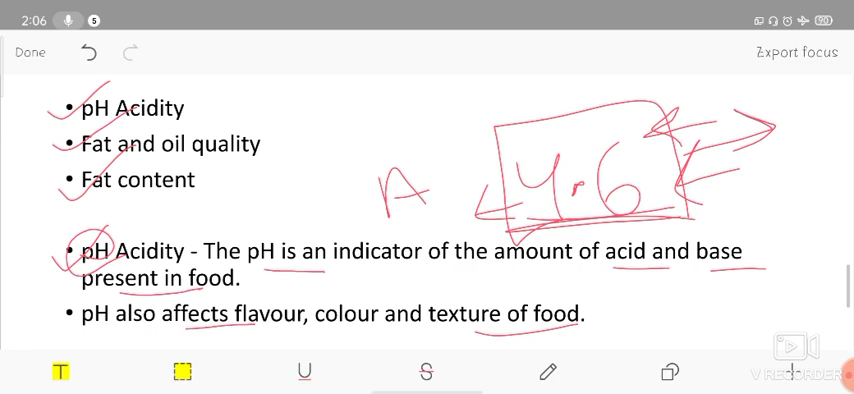 2:06 5 90
Done Export focus
• pH Acidity
• Fat and oil quality
• Fat content
A 4.6
• pH Acidity - The pH is an indicator of the amount of acid and base
present in food.
• pH also affects flavour, colour and texture of food.
T U S
V RECORDER